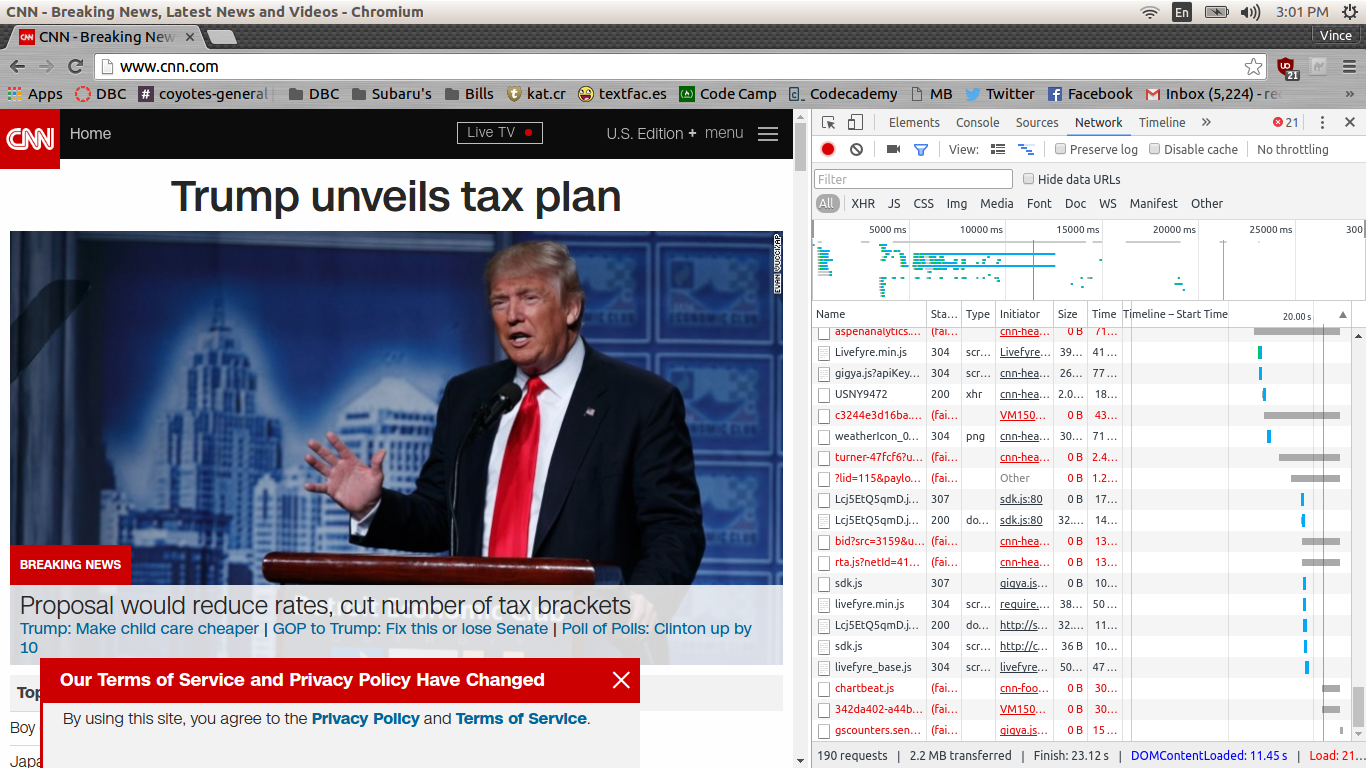 CNN - Breaking News, Latest News and Videos - Chromium
En
3:01 PM
CNN - Breaking New
Vince
www.cnn.com
21
Apps
DBC
coyotes-general
DBC
Subaru's
Bills
kat.cr
textfac.es
Code Camp
Codecademy
MB
Twitter
Facebook
Inbox (5,224) - re
»
CNN
Home
Live TV
U.S. Edition +
menu
Trump unveils tax plan
EVAN VUCCI/AP
BREAKING NEWS
Proposal would reduce rates, cut number of tax brackets
Trump: Make child care cheaper | GOP to Trump: Fix this or lose Senate | Poll of Polls: Clinton up by
10
Top
Boy
Japa
Our Terms of Service and Privacy Policy Have Changed
By using this site, you agree to the Privacy Policy and Terms of Service.
Elements Console Sources Network Timeline » 21
View: Preserve log Disable cache No throttling
Filter
Hide data URLs
All XHR JS CSS Img Media Font Doc WS Manifest Other
5000 ms 10000 ms 15000 ms 20000 ms 25000 ms 300
Name Sta... Type Initiator Size Time Timeline – Start Time 20.00 s
aspenanalytics.... (fai... cnn-hea... 0 B 71...
Livefyre.min.js 304 scr... Livefyre... 39... 41...
gigya.js?apiKey... 304 scr... cnn-hea... 26... 77...
USNY9472 200 xhr cnn-hea... 2.0... 18...
c3244e3d16ba.... (fai... VM150... 0 B 43...
weatherIcon_0... 304 png cnn-hea... 30... 71...
turner-47fcf6?u... (fai... cnn-hea... 0 B 2.4...
?lid=115&paylo... (fai... Other 0 B 1.2...
Lcj5EtQ5qmD.j... 307 sdk.js:80 0 B 17...
Lcj5EtQ5qmD.j... 200 do... sdk.js:80 32.... 14...
bid?src=3159&u... (fai... cnn-hea... 0 B 13...
rta.js?netId=41... (fai... cnn-hea... 0 B 13...
sdk.js 307 gigya.js... 0 B 10...
livefyre.min.js 304 scr... require... 38... 50...
Lcj5EtQ5qmD.j... 200 do... http://s... 32.... 11...
sdk.js 304 scr... http://c... 36 B 10...
livefyre_base.js 304 scr... livefyre... 50... 47...
chartbeat.js (fai... cnn-foo... 0 B 30...
342da402-a44b... (fai... VM150... 0 B 30...
gscounters.sen... (fai... gigya.js... 0 B 15...
190 requests | 2.2 MB transferred | Finish: 23.12 s | DOMContentLoaded: 11.45 s | Load: 21...